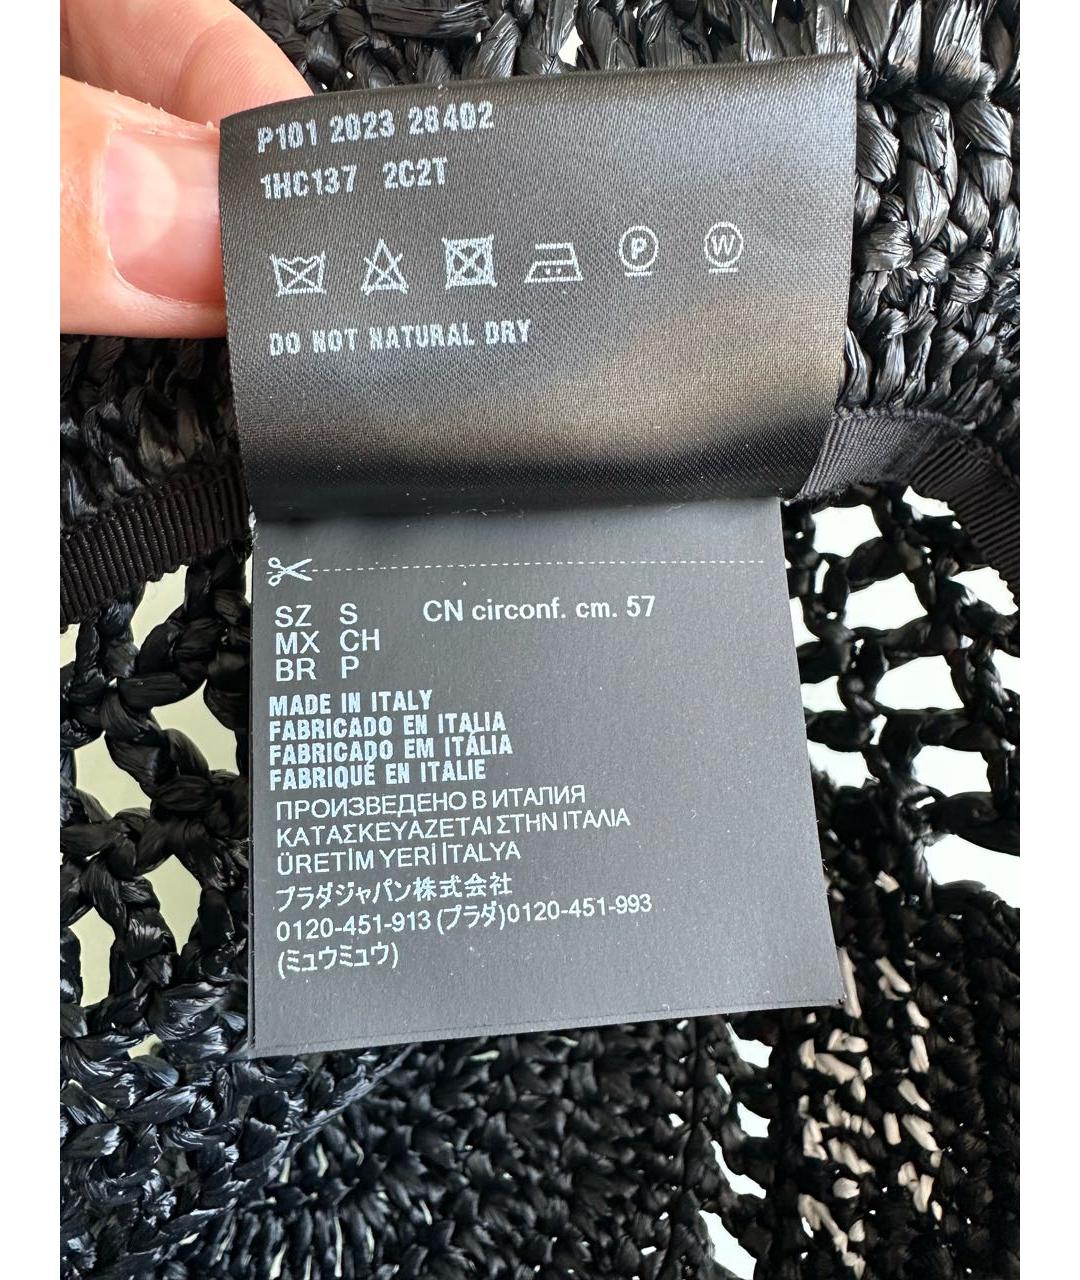 P101 2023 28402
1HC137 2C2T
P W
DO NOT NATURAL DRY
SZ S CN circonf. cm. 57
MX CH
BR P
MADE IN ITALY
FABRICADO EN ITALIA
FABRICADO EM ITÁLIA
FABRIQUÉ EN ITALIE
ПРОИЗВЕДЕНО В ИТАЛИЯ
ΚΑΤΑΣΚΕΥΑΖΕΤΑΙ ΣΤΗΝ ΙΤΑΛΙΑ
ÜRETİM YERİ İTALYA
プラダジャパン株式会社
0120-451-913 (プラダ)0120-451-993
(ミュウミュウ)